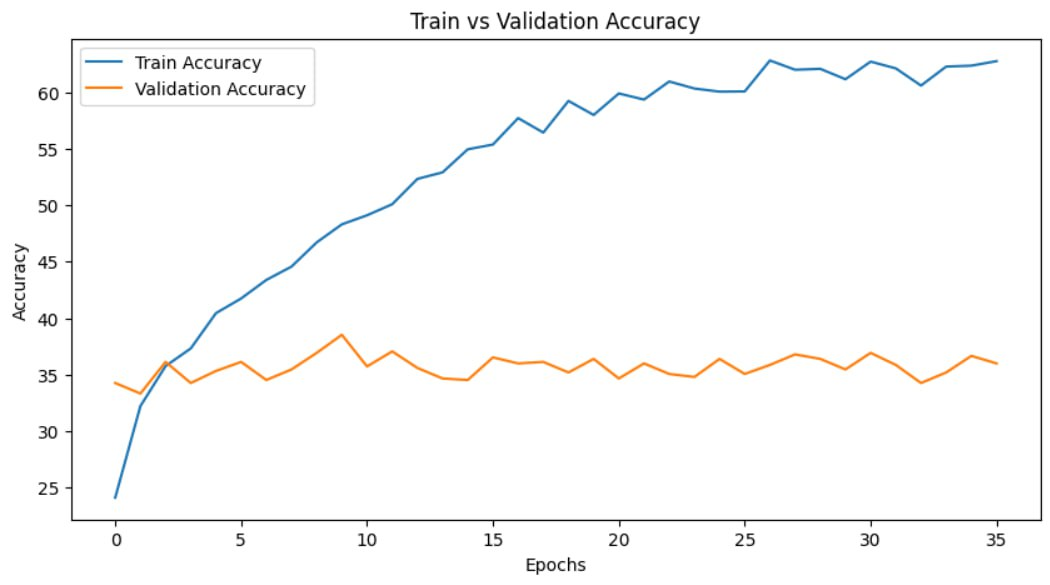 Train vs Validation Accuracy
Train Accuracy
Validation Accuracy
60
55
50
45
40
35
30
25
Accuracy
0 5 10 15 20 25 30 35
Epochs